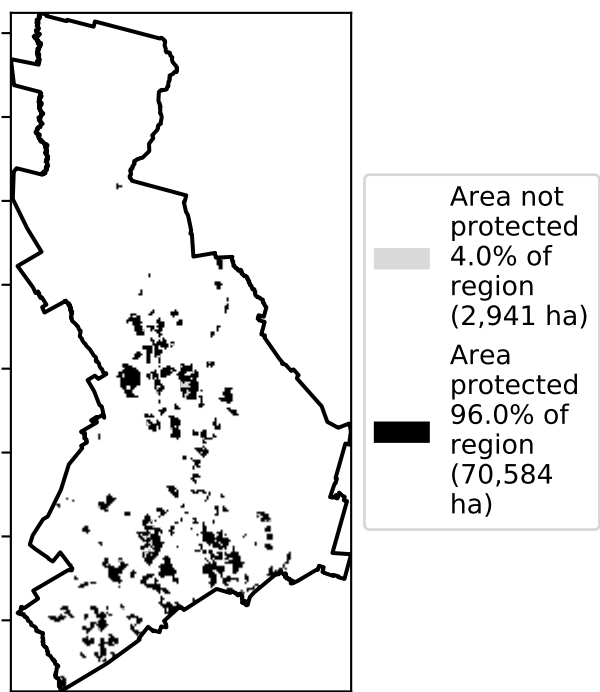 Area not
protected
4.0% of
region
(2,941 ha)
Area
protected
96.0% of
region
(70,584
ha)